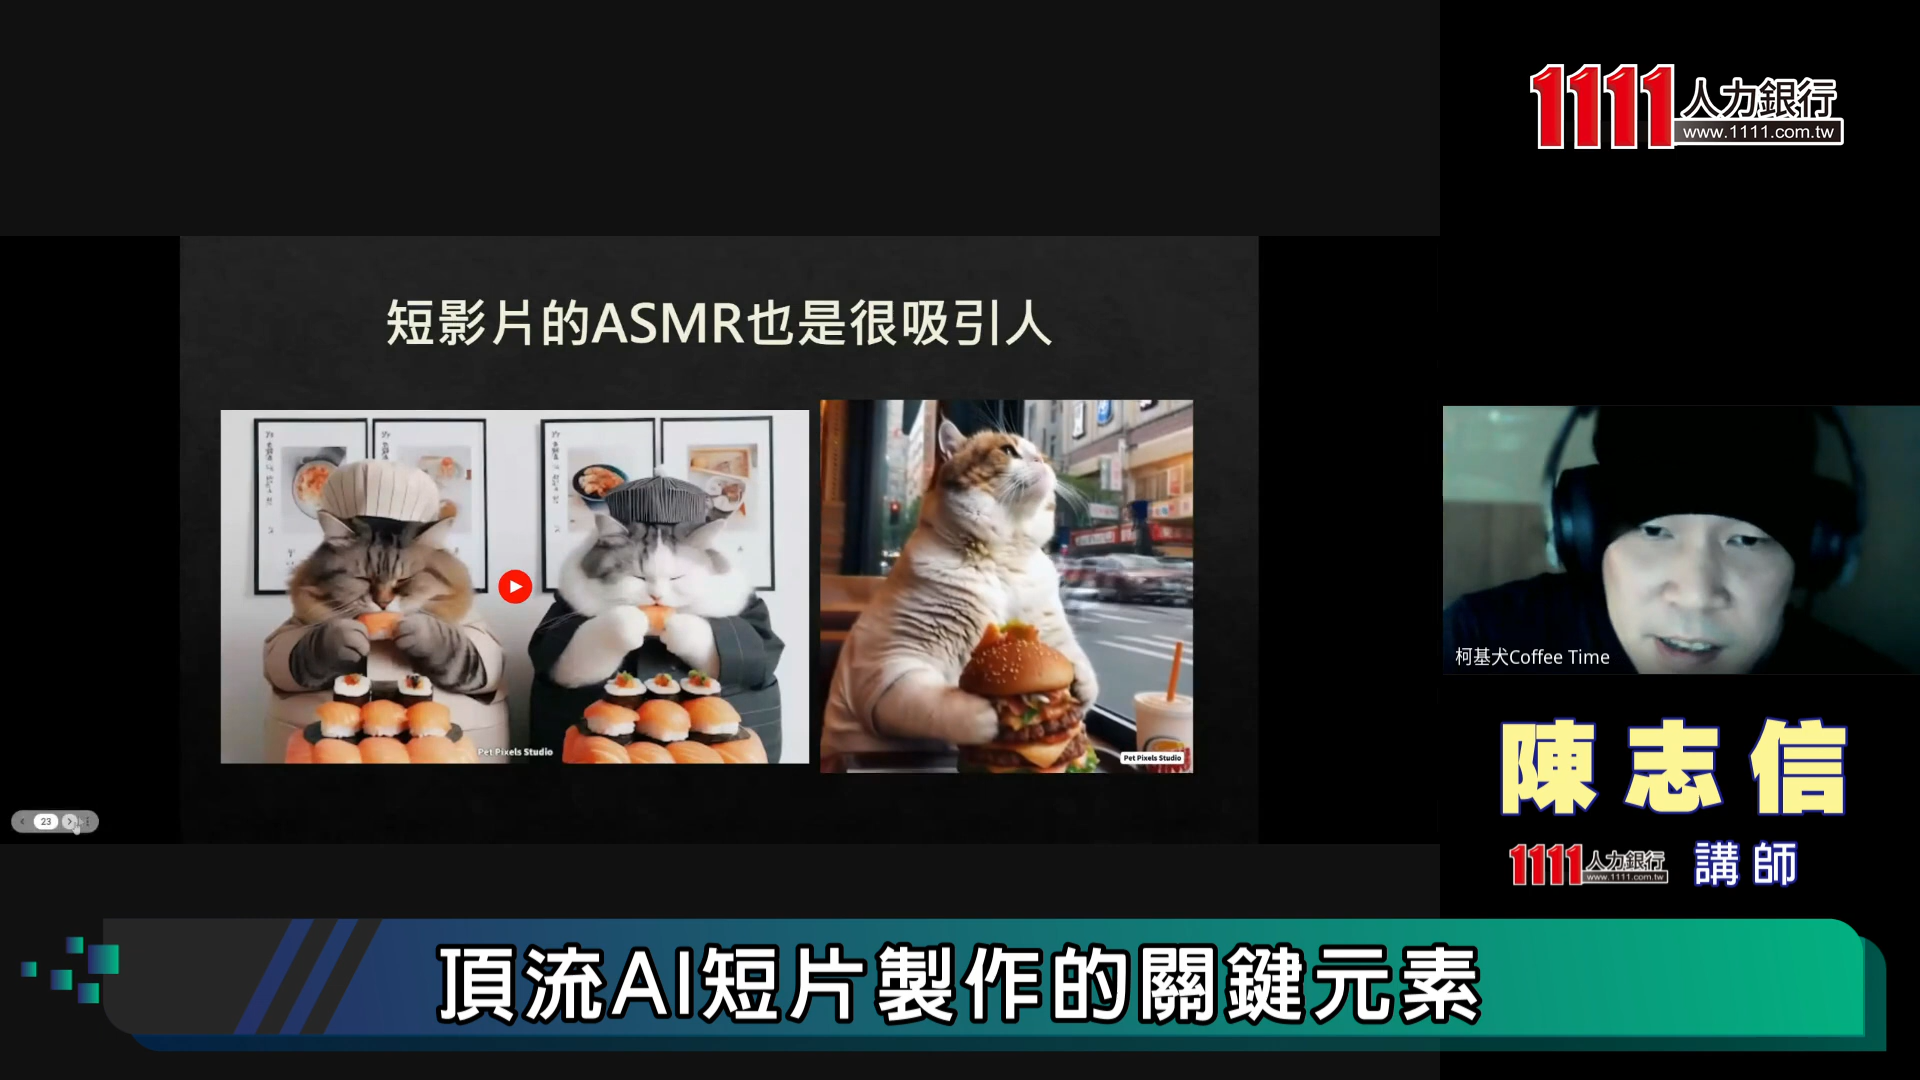 1111人力銀行
www.1111.com.tw
短影片的ASMR也是很吸引人
Pet Pixels Studio
Pet Pixels Studio
23
柯基犬Coffee Time
陳志信
1111人力銀行
www.1111.com.tw
講師
頂流AI短片製作的關鍵元素